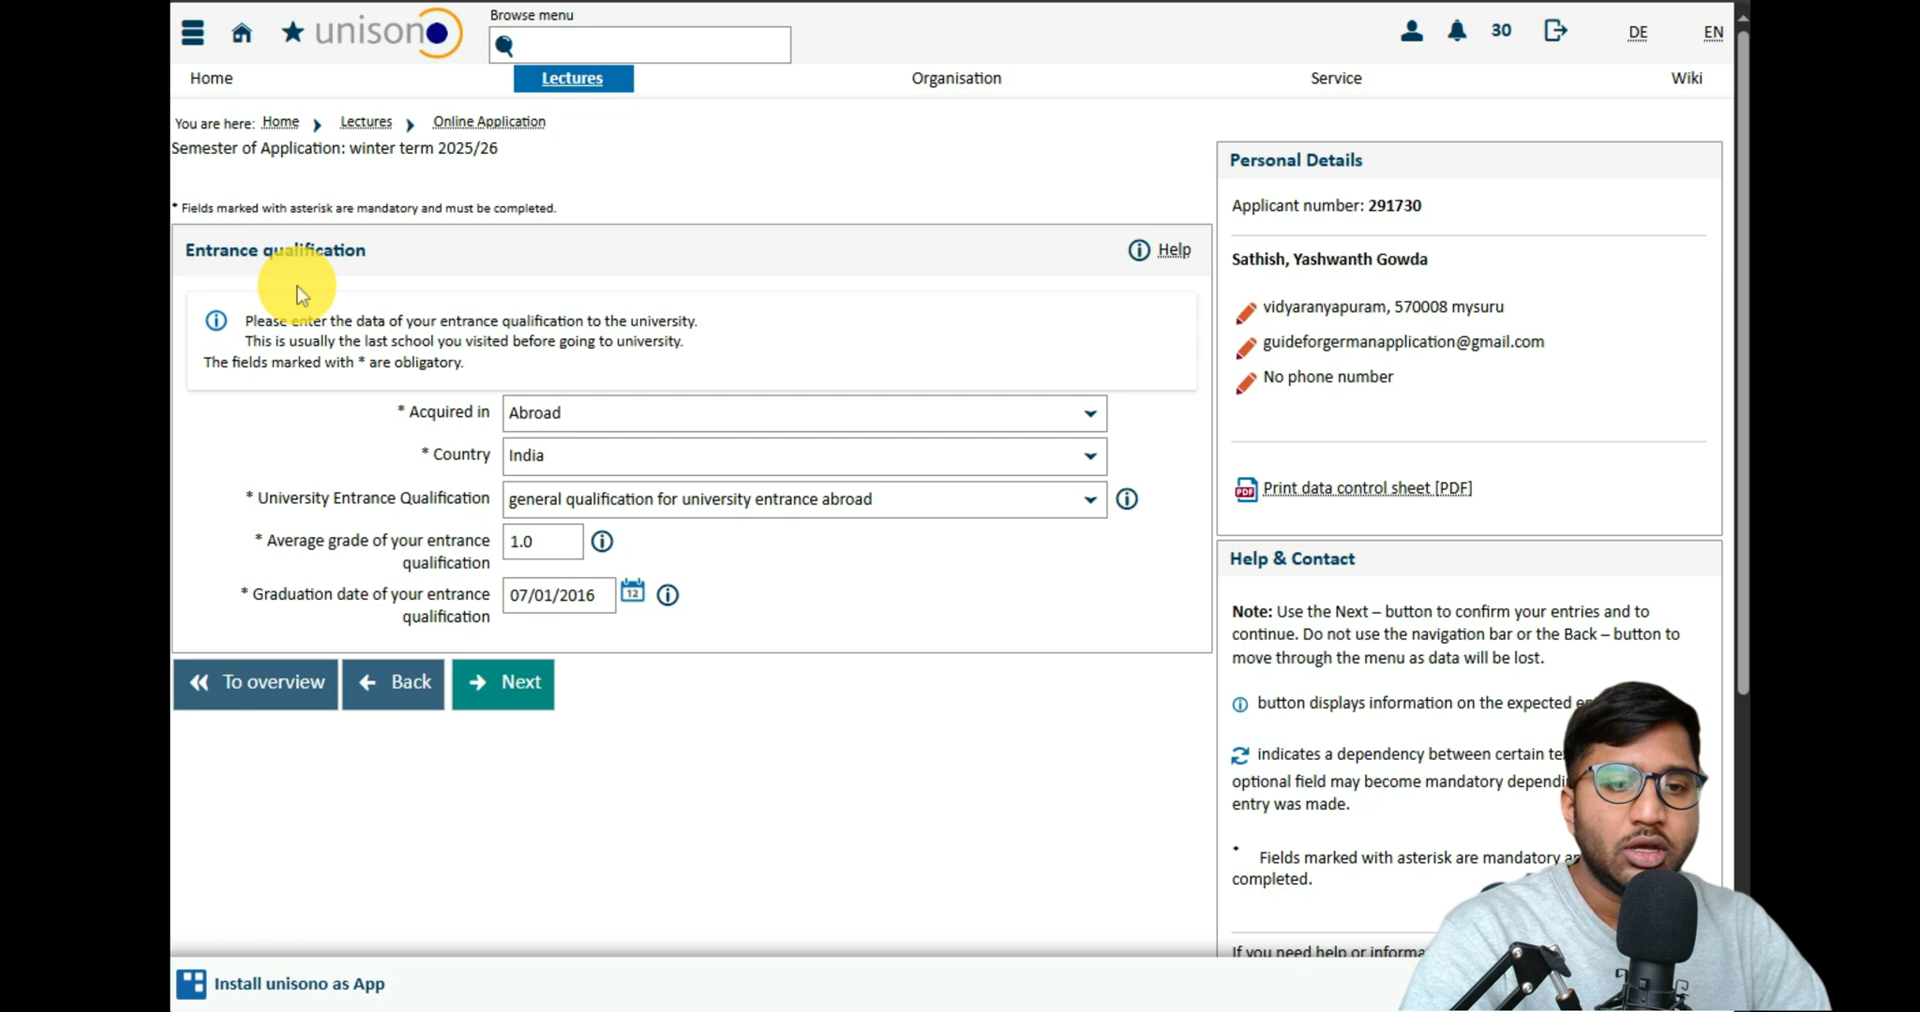 unisono
Browse menu
30
DE
EN
Home
Lectures
Organisation
Service
Wiki
You are here: Home
Lectures
Online Application
Semester of Application: winter term 2025/26
* Fields marked with asterisk are mandatory and must be completed.
Entrance qualification
Help
Please enter the data of your entrance qualification to the university.
This is usually the last school you visited before going to university.
The fields marked with * are obligatory.
* Acquired in
Abroad
* Country
India
* University Entrance Qualification
general qualification for university entrance abroad
* Average grade of your entrance
qualification
1.0
* Graduation date of your entrance
qualification
07/01/2016
12
To overview
Back
Next
Personal Details
Applicant number: 291730
Sathish, Yashwanth Gowda
vidyaranyapuram, 570008 mysuru
guideforgermanapplication@gmail.com
No phone number
PDF
Print data control sheet [PDF]
Help & Contact
Note: Use the Next – button to confirm your entries and to
continue. Do not use the navigation bar or the Back – button to
move through the menu as data will be lost.
button displays information on the expected
indicates a dependency between certain
optional field may become mandatory
entry was made.
* Fields marked with asterisk are mandatory
completed.
If you need help or
Install unisono as App